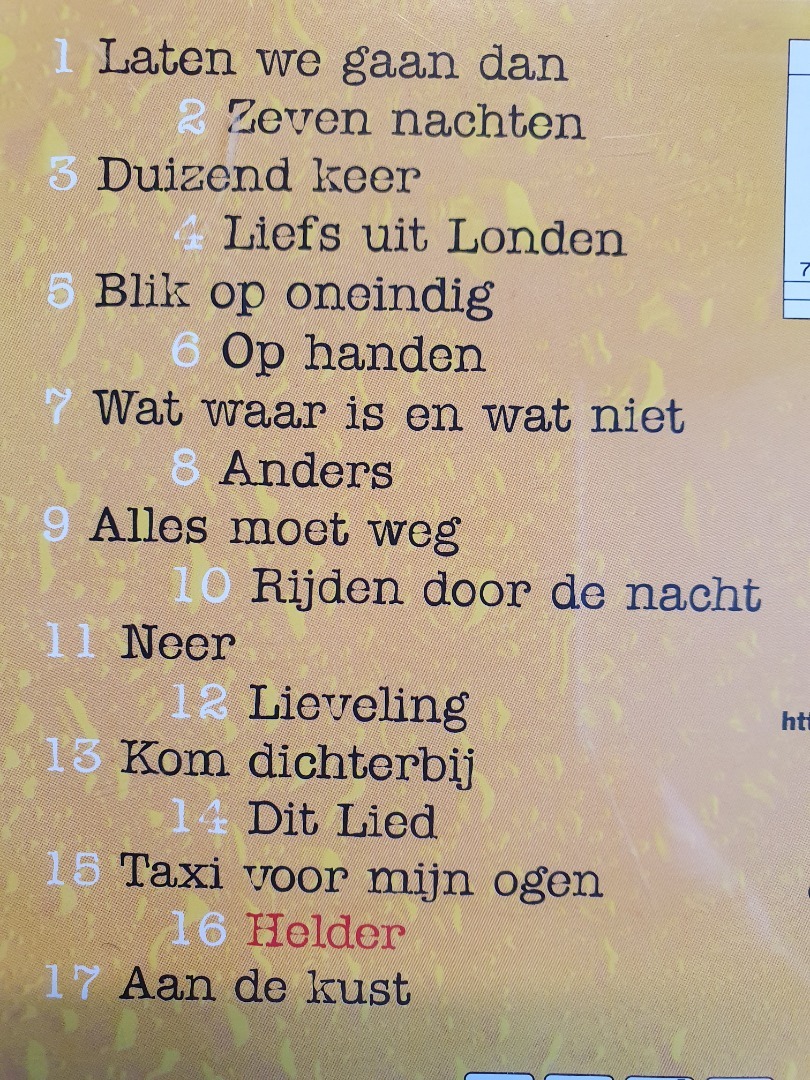 1 Laten we gaan dan
2 Zeven nachten
3 Duizend keer
4 Liefs uit Londen
5 Blik op oneindig
6 Op handen
7 Wat waar is en wat niet
8 Anders
9 Alles moet weg
10 Rijden door de nacht
11 Neer
12 Lieveling
13 Kom dichterbij
14 Dit Lied
15 Taxi voor mijn ogen
16 Helder
17 Aan de kust
7